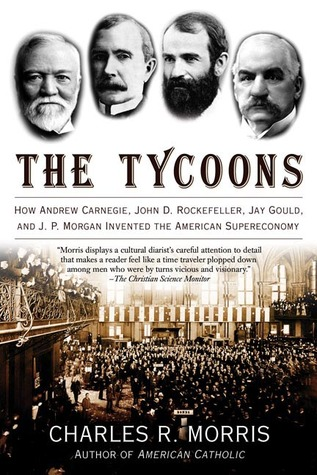 THE TYCOONS
HOW ANDREW CARNEGIE, JOHN D. ROCKEFELLER, JAY GOULD,
AND J. P. MORGAN INVENTED THE AMERICAN SUPERECONOMY
"Morris displays a cultural diarist's careful attention to detail
that makes a reader feel like a time traveler plopped down
among men who were by turns vicious and visionary."
—The Christian Science Monitor
CHARLES R. MORRIS
AUTHOR OF AMERICAN CATHOLIC